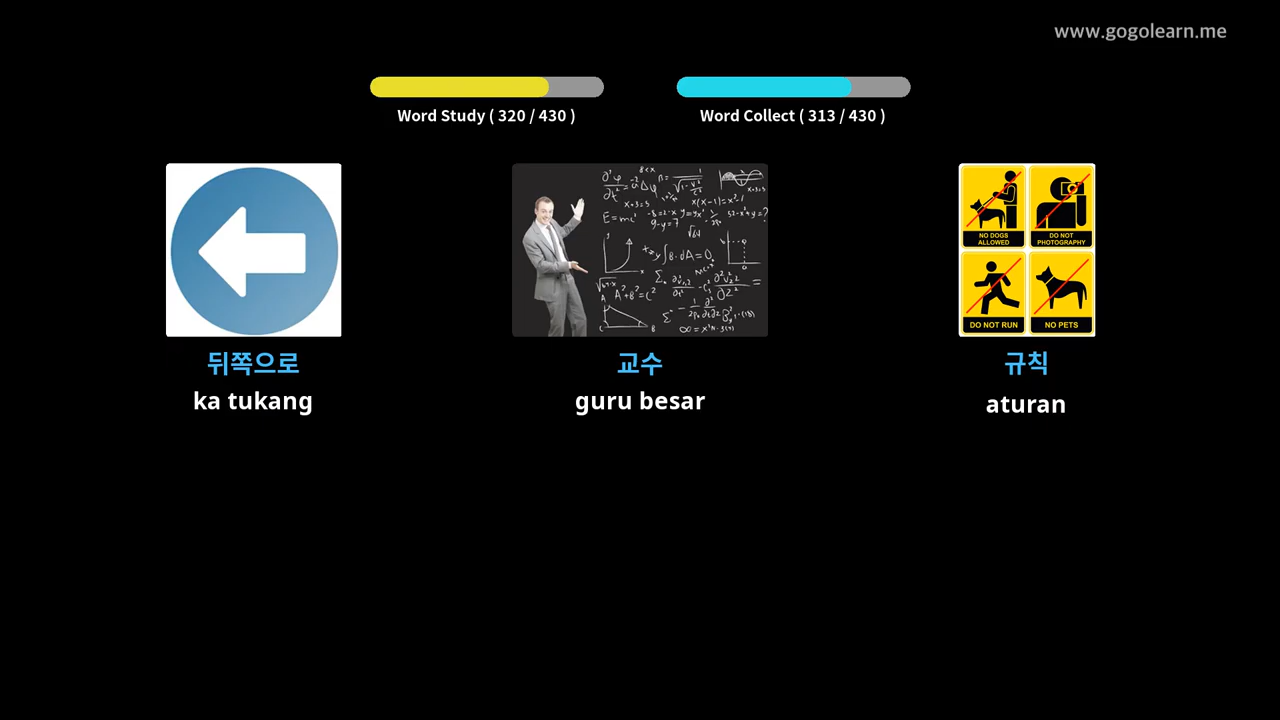 www.gogolearn.me
Word Study ( 320 / 430 )
Word Collect ( 313 / 430 )
NO DOGS
ALLOWED
DO NOT
PHOTOGRAPHY
DO NOT RUN
NO PETS
뒤쪽으로
교수
규칙
ka tukang
guru besar
aturan